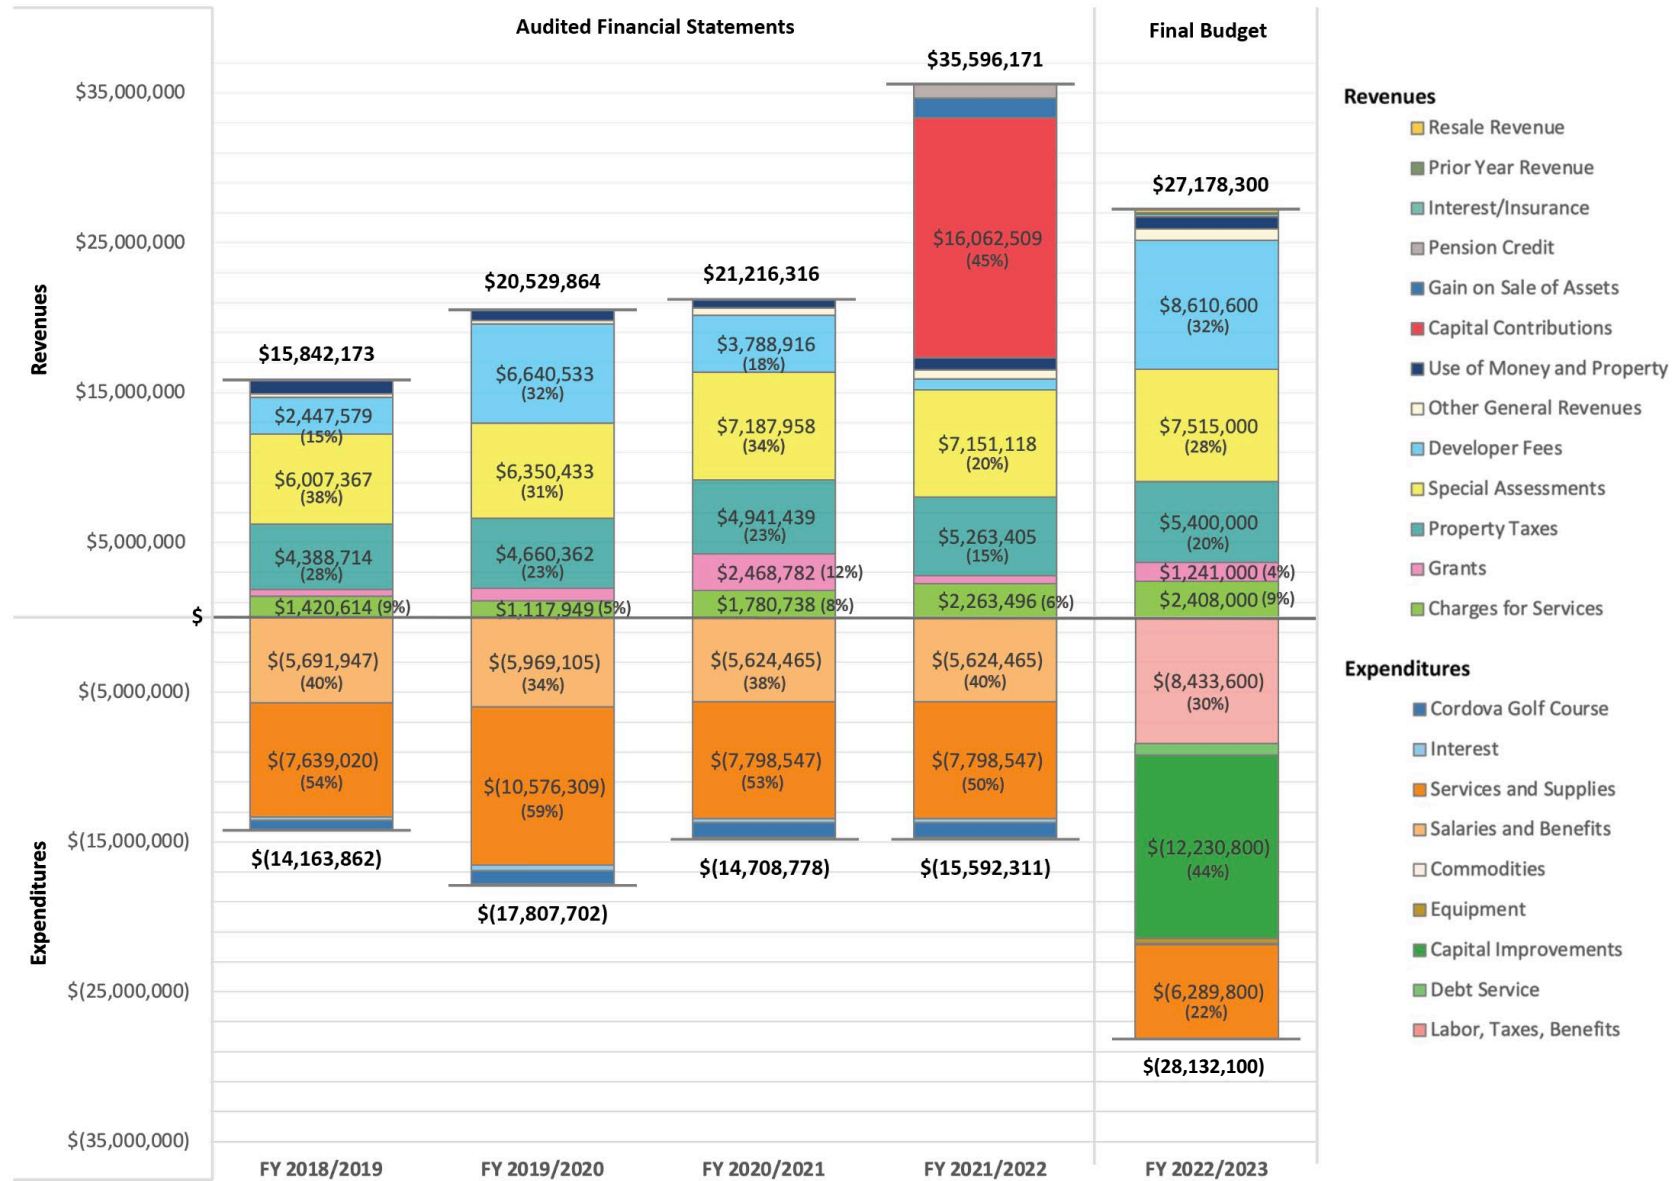 Audited Financial Statements
Final Budget
$35,596,171
$35,000,000
Revenues
Resale Revenue
Prior Year Revenue
Interest/Insurance
Pension Credit
Gain on Sale of Assets
Capital Contributions
Use of Money and Property
Other General Revenues
Developer Fees
Special Assessments
Property Taxes
Grants
Charges for Services
Expenditures
Cordova Golf Course
Interest
Services and Supplies
Salaries and Benefits
Commodities
Equipment
Capital Improvements
Debt Service
Labor, Taxes, Benefits
$27,178,300
$25,000,000
$16,062,509
(45%)
$21,216,316
$20,529,864
$8,610,600
(32%)
Revenues
$15,842,173
$3,788,916
(18%)
$6,640,533
(32%)
$15,000,000
$2,447,579
(15%)
$7,187,958
(34%)
$7,515,000
(28%)
$7,151,118
(20%)
$6,007,367
(38%)
$6,350,433
(31%)
$4,941,439
(23%)
$5,400,000
(20%)
$5,263,405
(15%)
$5,000,000
$4,388,714
(28%)
$4,660,362
(23%)
$2,468,782 (12%)
$1,241,000 (4%)
$1,420,614 (9%)
$1,117,949 (5%)
$1,780,738 (8%)
$2,263,496 (6%)
$2,408,000 (9%)
$
$(5,691,947)
(40%)
$(5,969,105)
(34%)
$(5,624,465)
(38%)
$(5,624,465)
(40%)
$(8,433,600)
(30%)
$(5,000,000)
$(7,639,020)
(54%)
$(10,576,309)
(59%)
$(7,798,547)
(53%)
$(7,798,547)
(50%)
$(15,000,000)
$(12,230,800)
(44%)
$(14,163,862)
$(14,708,778)
$(15,592,311)
$(17,807,702)
Expenditures
$(25,000,000)
$(6,289,800)
(22%)
$(28,132,100)
$(35,000,000)
FY 2018/2019
FY 2019/2020
FY 2020/2021
FY 2021/2022
FY 2022/2023